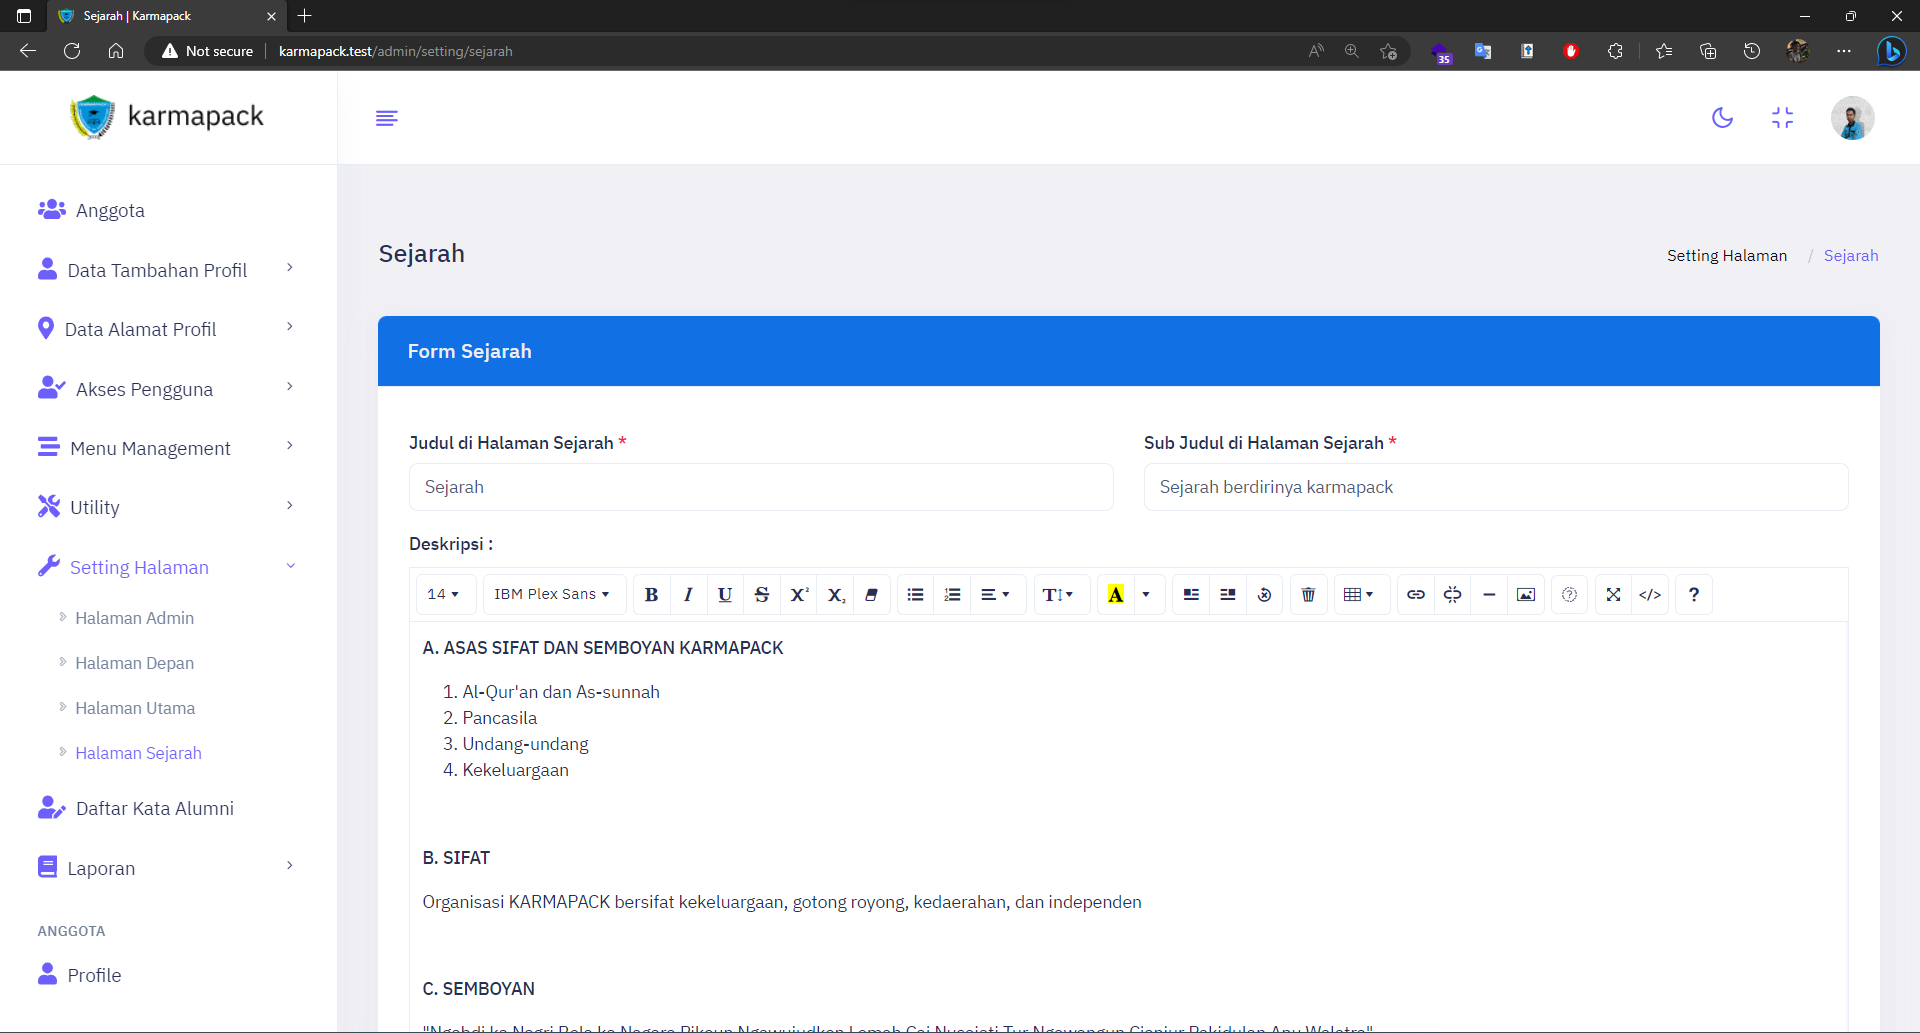 Sejarah | Karmapack
Not secure
karmapack.test/admin/setting/sejarah
35
karmapack
Anggota
Data Tambahan Profil
Data Alamat Profil
Akses Pengguna
Menu Management
Utility
Setting Halaman
Halaman Admin
Halaman Depan
Halaman Utama
Halaman Sejarah
Daftar Kata Alumni
Laporan
ANGGOTA
Profile
Sejarah
Setting Halaman / Sejarah
Form Sejarah
Judul di Halaman Sejarah *
Sejarah
Sub Judul di Halaman Sejarah *
Sejarah berdirinya karmapack
Deskripsi :
14 IBM Plex Sans B I U S X² X₂ T A </> ?
A. ASAS SIFAT DAN SEMBOYAN KARMAPACK
1. Al-Qur'an dan As-sunnah
2. Pancasila
3. Undang-undang
4. Kekeluargaan
B. SIFAT
Organisasi KARMAPACK bersifat kekeluargaan, gotong royong, kedaerahan, dan independen
C. SEMBOYAN